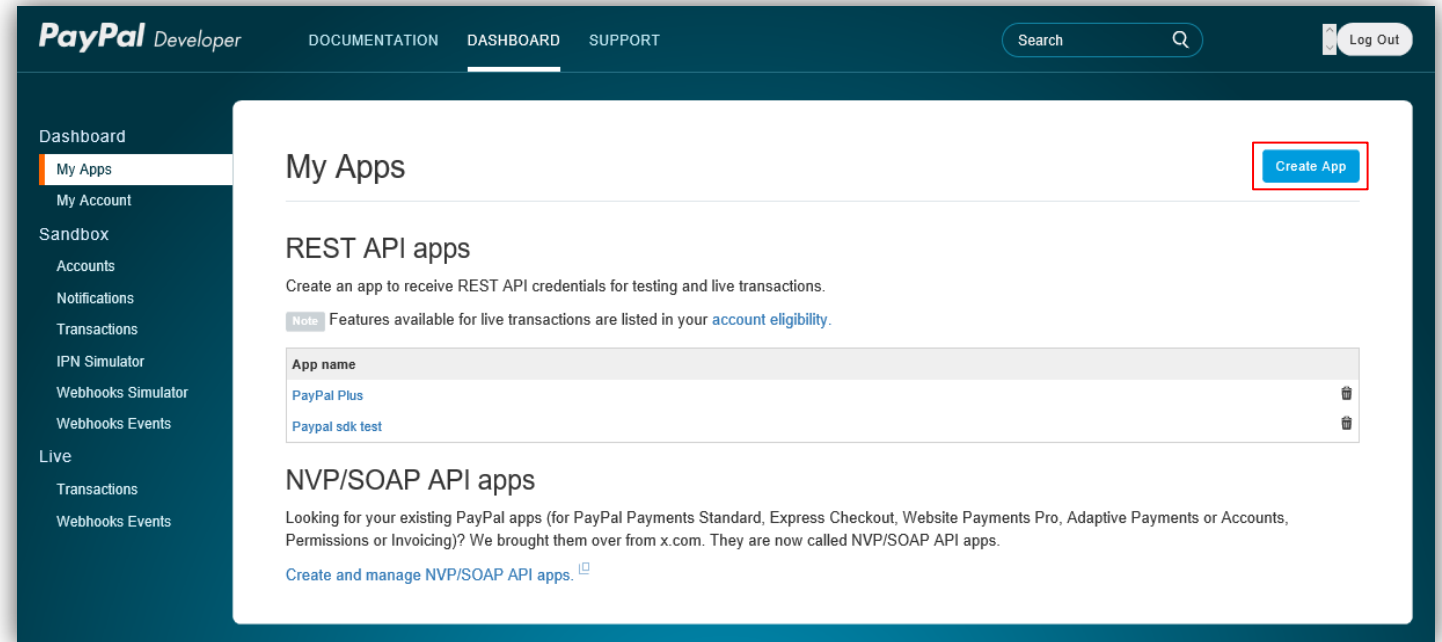 PayPal Developer
DOCUMENTATION
DASHBOARD
SUPPORT
Search
Log Out
Dashboard
My Apps
My Account
Sandbox
Accounts
Notifications
Transactions
IPN Simulator
Webhooks Simulator
Webhooks Events
Live
Transactions
Webhooks Events
My Apps
Create App
REST API apps
Create an app to receive REST API credentials for testing and live transactions.
Note Features available for live transactions are listed in your account eligibility.
App name
PayPal Plus
Paypal sdk test
NVP/SOAP API apps
Looking for your existing PayPal apps (for PayPal Payments Standard, Express Checkout, Website Payments Pro, Adaptive Payments or Accounts,
Permissions or Invoicing)? We brought them over from x.com. They are now called NVP/SOAP API apps.
Create and manage NVP/SOAP API apps.